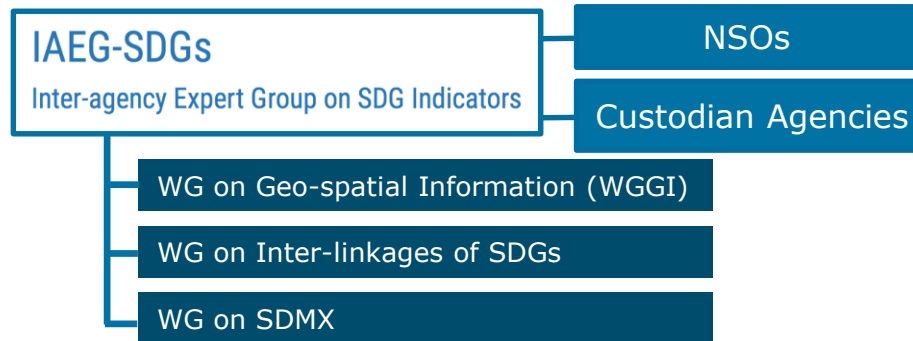 IAEG-SDGs
Inter-agency Expert Group on SDG Indicators
NSOs
Custodian Agencies
WG on Geo-spatial Information (WGGI)
WG on Inter-linkages of SDGs
WG on SDMX